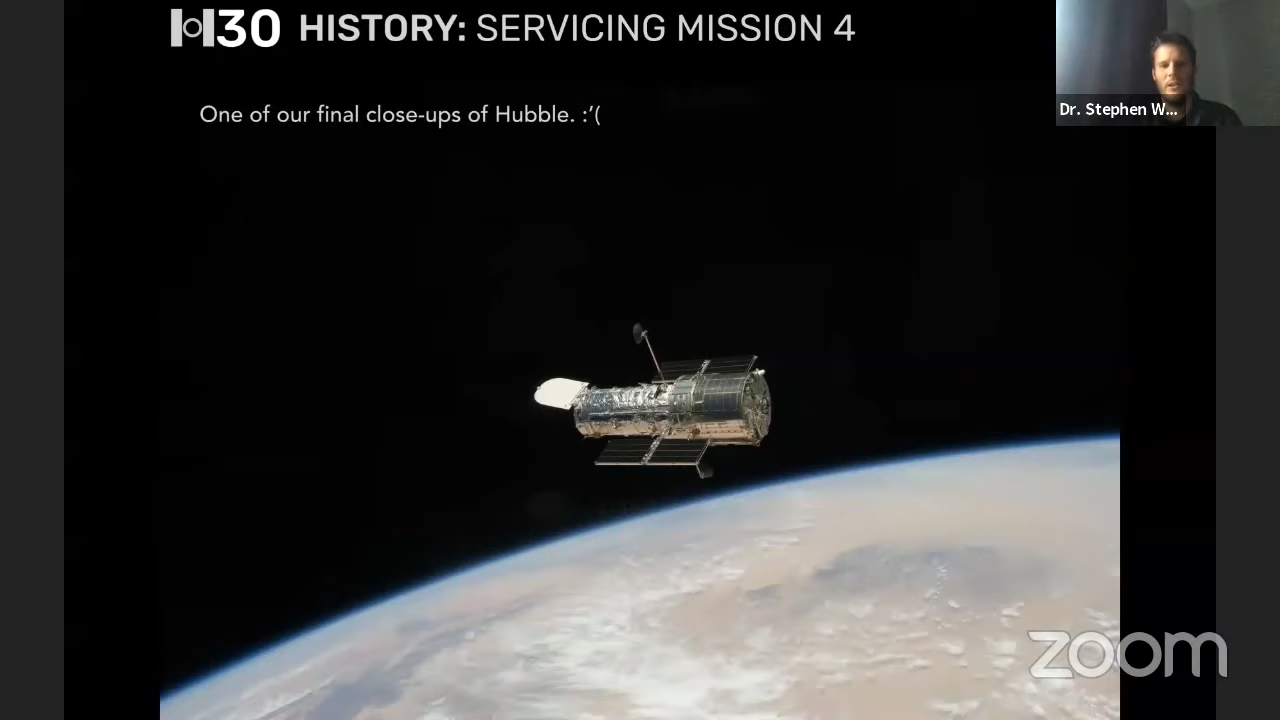 H30 HISTORY: SERVICING MISSION 4
One of our final close-ups of Hubble. :'(
Dr. Stephen W...
zoom